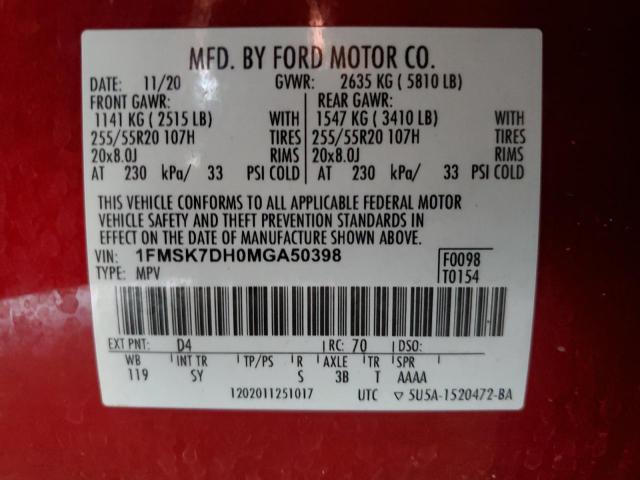 MFD. BY FORD MOTOR CO.
DATE: 11/20 GVWR: 2635 KG ( 5810 LB)
FRONT GAWR: REAR GAWR:
1141 KG ( 2515 LB) WITH 1547 KG ( 3410 LB) WITH
255/55R20 107H TIRES 255/55R20 107H TIRES
20x8.0J RIMS 20x8.0J RIMS
AT 230 kPa/ 33 PSI COLD AT 230 kPa/ 33 PSI COLD
THIS VEHICLE CONFORMS TO ALL APPLICABLE FEDERAL MOTOR
VEHICLE SAFETY AND THEFT PREVENTION STANDARDS IN
EFFECT ON THE DATE OF MANUFACTURE SHOWN ABOVE.
VIN: 1FMSK7DH0MGA50398 F0098
TYPE: MPV T0154
EXT PNT: D4 RC: 70 DSO:
WB INT TR TP/PS R AXLE TR SPR
119 SY S 3B T AAAA
1202011251017 UTC ▽ 5U5A-1520472-BA